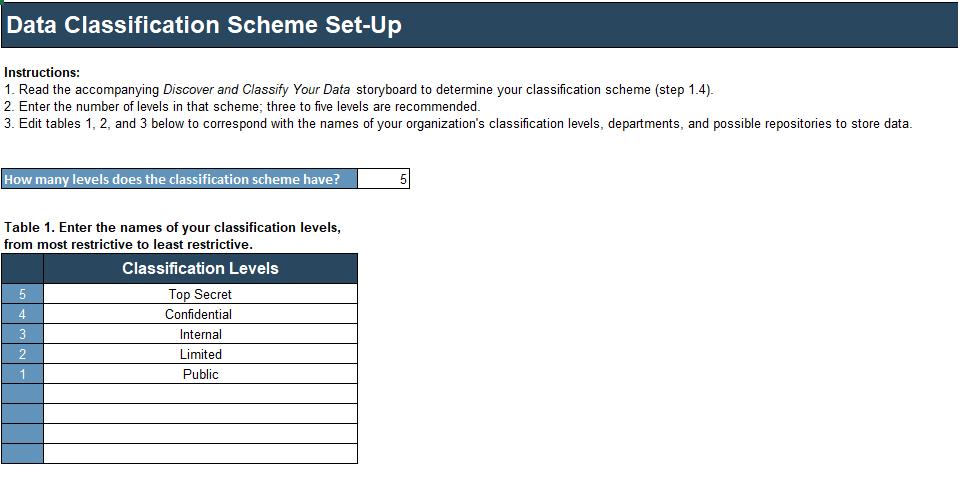 Data Classification Scheme Set-Up
Instructions:
1. Read the accompanying Discover and Classify Your Data storyboard to determine your classification scheme (step 1.4).
2. Enter the number of levels in that scheme; three to five levels are recommended.
3. Edit tables 1, 2, and 3 below to correspond with the names of your organization's classification levels, departments, and possible repositories to store data.
How many levels does the classification scheme have? 5
Table 1. Enter the names of your classification levels,
from most restrictive to least restrictive.
Classification Levels
5 Top Secret
4 Confidential
3 Internal
2 Limited
1 Public